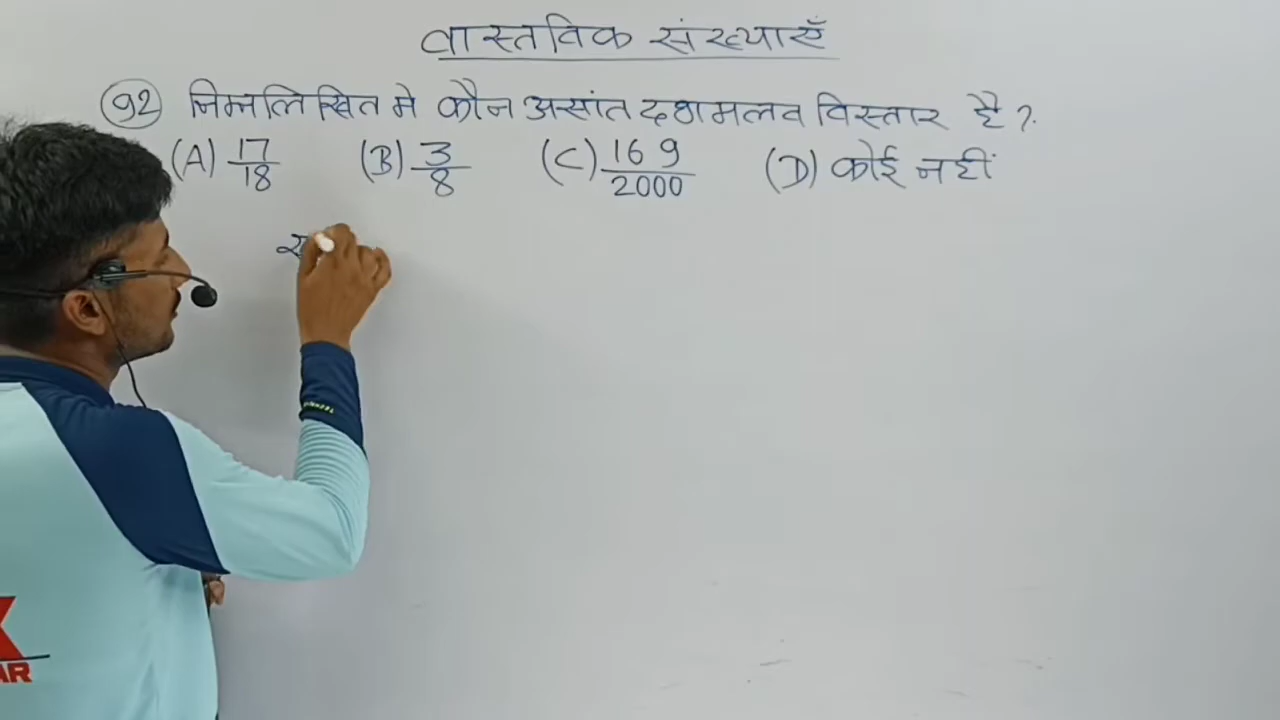 वास्तविक संख्याएँ
92 निम्नलिखित मे कौन असांत दशमलव विस्तार है ?
(A) 17/18 (B) 3/8 (C) 169/2000 (D) कोई नहीं